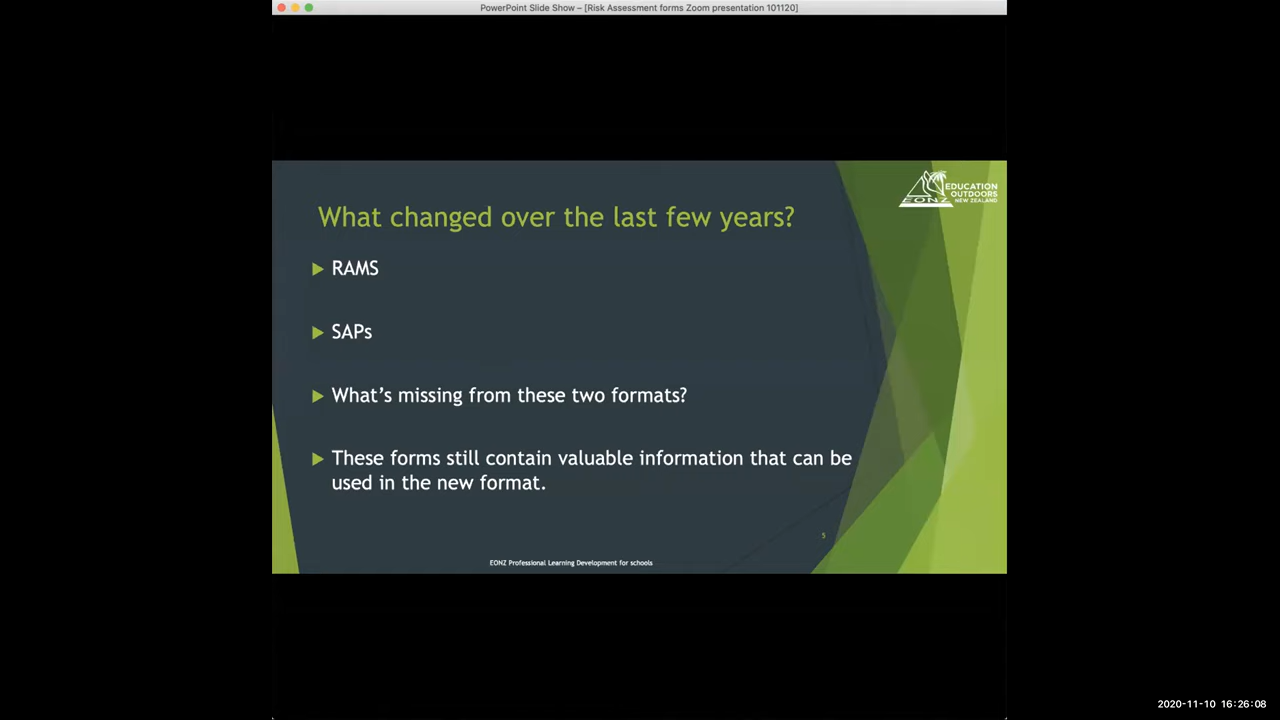 PowerPoint Slide Show – [Risk Assessment forms Zoom presentation 101120]
EONZ
EDUCATION
OUTDOORS
NEW ZEALAND
What changed over the last few years?
RAMS
SAPs
What's missing from these two formats?
These forms still contain valuable information that can be
used in the new format.
5
EONZ Professional Learning Development for schools
2020-11-10 16:26:08